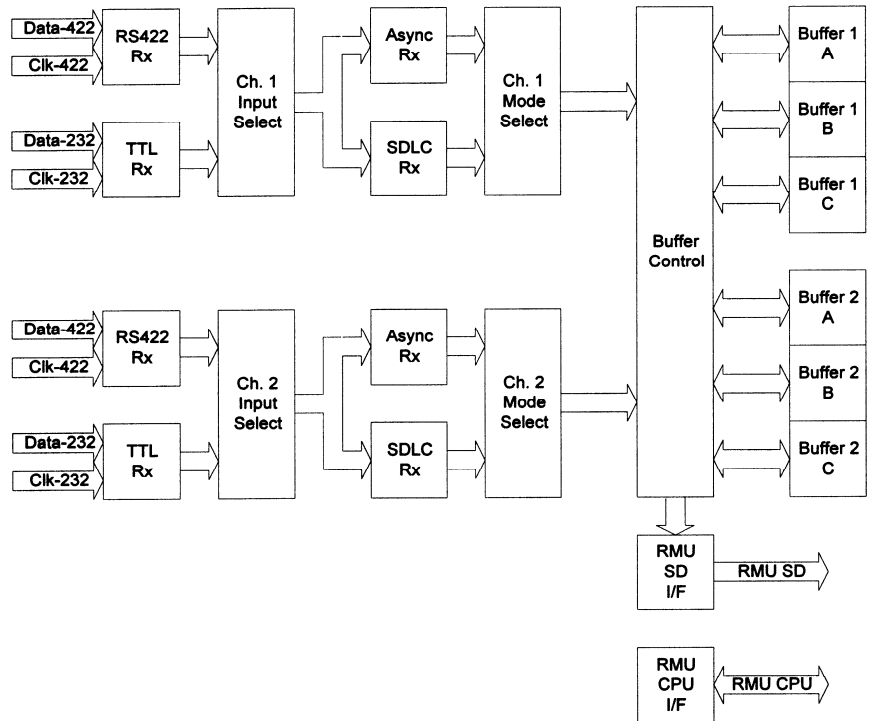 Data-422
Clk-422
RS422
Rx
Data-232
Clk-232
TTL
Rx
Ch. 1
Input
Select
Async
Rx
SDLC
Rx
Ch. 1
Mode
Select
Buffer
Control
Buffer 1
A
Buffer 1
B
Buffer 1
C
Data-422
Clk-422
RS422
Rx
Data-232
Clk-232
TTL
Rx
Ch. 2
Input
Select
Async
Rx
SDLC
Rx
Ch. 2
Mode
Select
Buffer 2
A
Buffer 2
B
Buffer 2
C
RMU
SD
I/F
RMU SD
RMU
CPU
I/F
RMU CPU